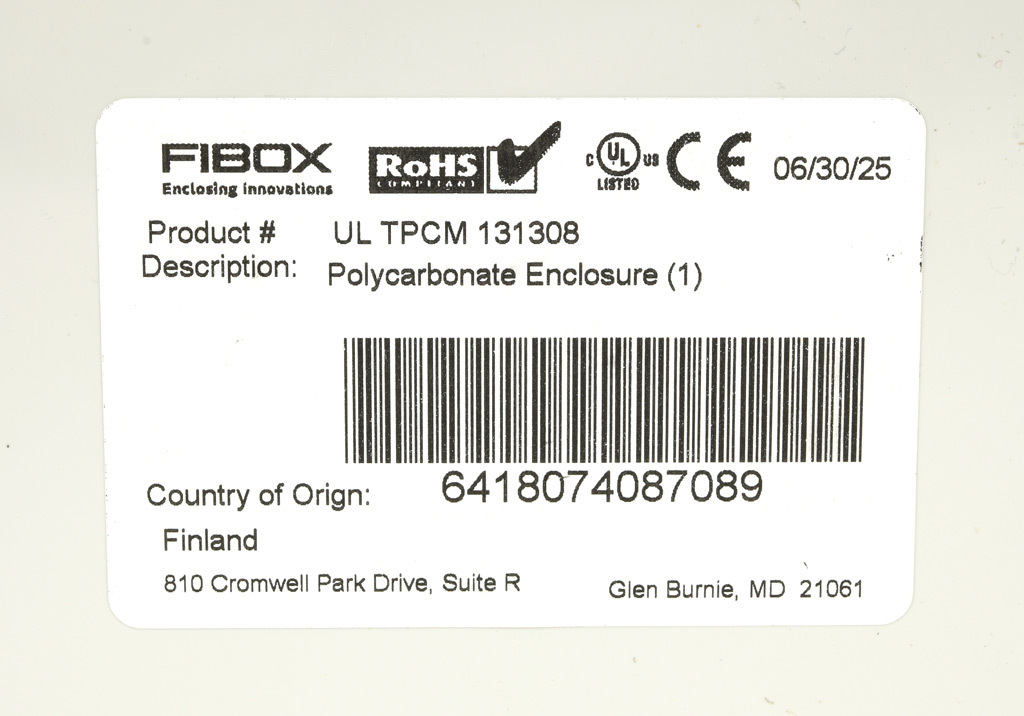 FIBOX
Enclosing innovations
RoHS
COMPLIANT
C UL US
LISTED
CE
06/30/25
Product # UL TPCM 131308
Description: Polycarbonate Enclosure (1)
6418074087089
Country of Orign:
Finland
810 Cromwell Park Drive, Suite R Glen Burnie, MD 21061